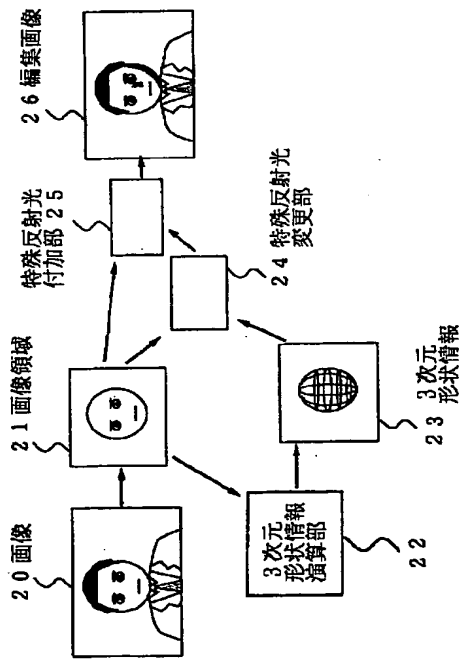 20 画像
21 画像領域
特殊反射光
付加部 25
26 編集画像
3次元
形状情報
演算部
22
3次元
形状情報
23
24 特殊反射光
変更部